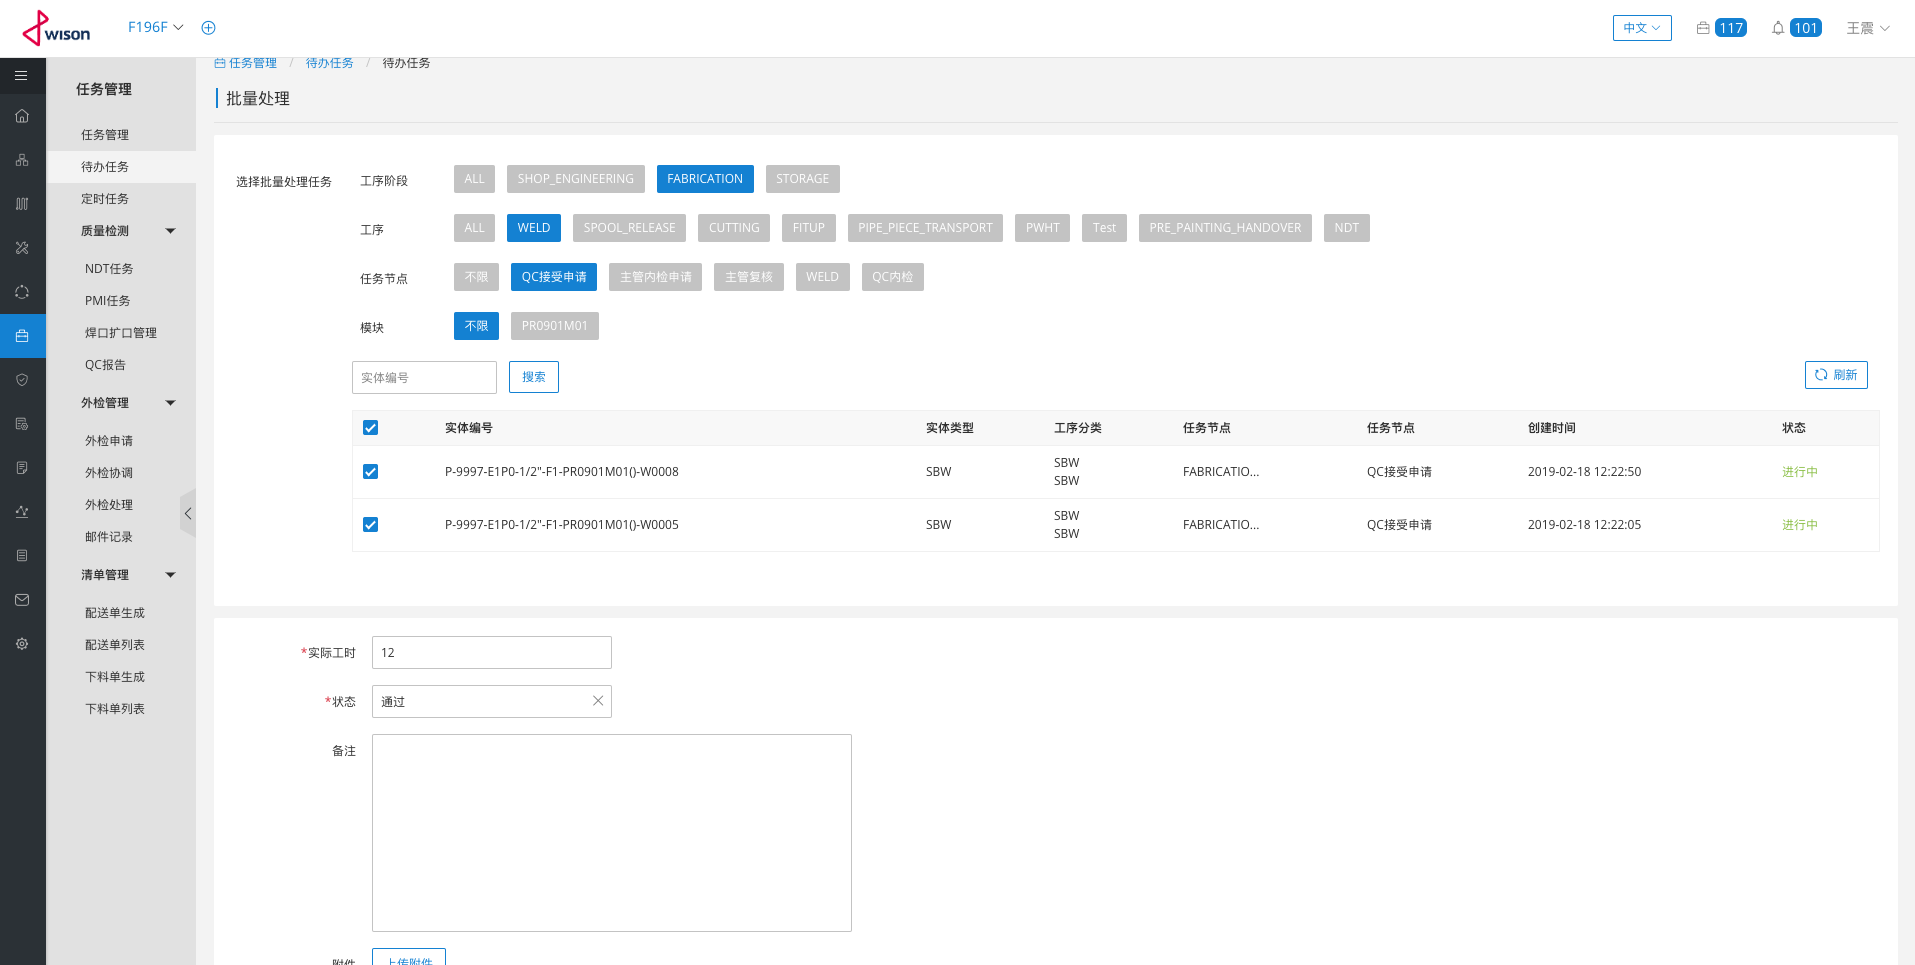 wison F196F 中文 117 101 王震
任务管理 / 待办任务 / 待办任务
批量处理
任务管理
任务管理
待办任务
定时任务
质量检测
NDT任务
PMI任务
焊口扩口管理
QC报告
外检管理
外检申请
外检协调
外检处理
邮件记录
清单管理
配送单生成
配送单列表
下料单生成
下料单列表
选择批量处理任务 工序阶段 ALL SHOP_ENGINEERING FABRICATION STORAGE
工序 ALL WELD SPOOL_RELEASE CUTTING FITUP PIPE_PIECE_TRANSPORT PWHT Test PRE_PAINTING_HANDOVER NDT
任务节点 不限 QC接受申请 主管内检申请 主管复核 WELD QC内检
模块 不限 PR0901M01
实体编号 搜索 刷新
实体编号 实体类型 工序分类 任务节点 任务节点 创建时间 状态
P-9997-E1P0-1/2"-F1-PR0901M01()-W0008 SBW SBW SBW FABRICATIO... QC接受申请 2019-02-18 12:22:50 进行中
P-9997-E1P0-1/2"-F1-PR0901M01()-W0005 SBW SBW SBW FABRICATIO... QC接受申请 2019-02-18 12:22:05 进行中
*实际工时 12
*状态 通过
备注
附件 上传附件